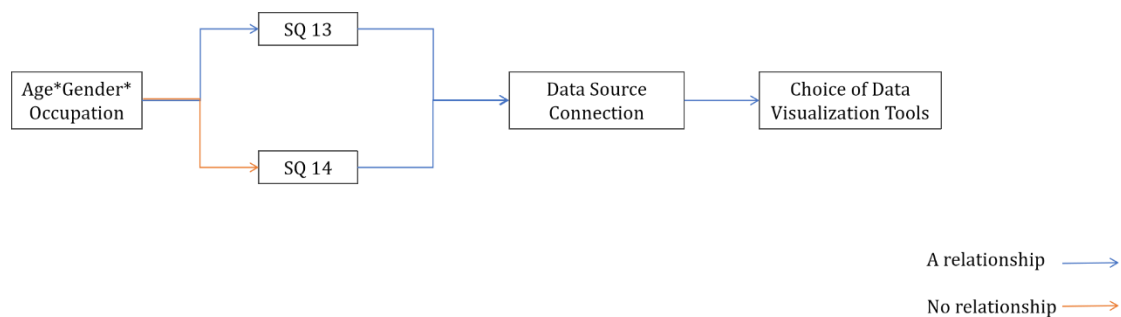 SQ 13
Age*Gender*
Occupation
Data Source
Connection
Choice of Data
Visualization Tools
SQ 14
A relationship
No relationship